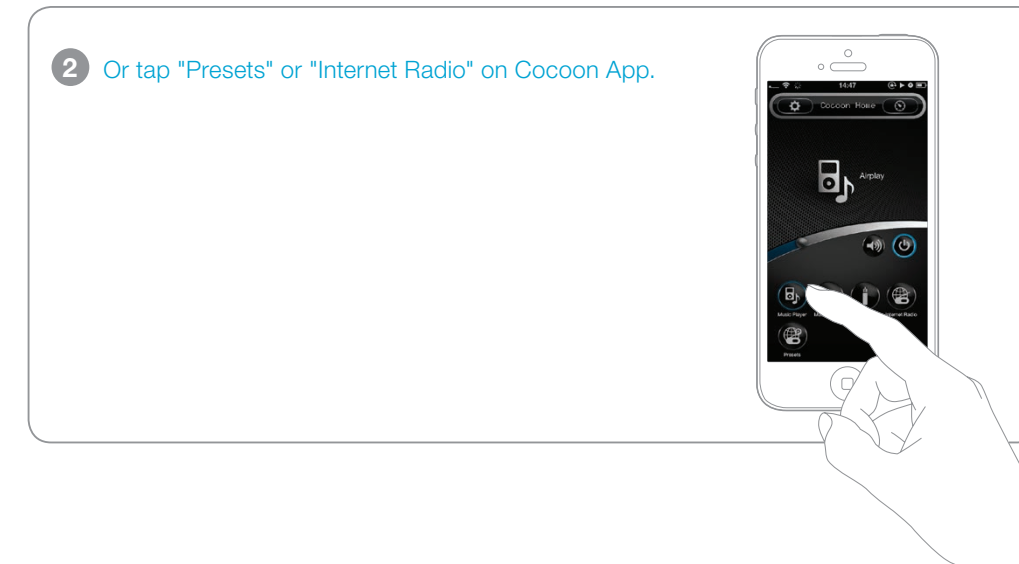 2 Or tap "Presets" or "Internet Radio" on Cocoon App.
14:47
Cocoon Home
Airplay
Music Player Internet Radio
Presets